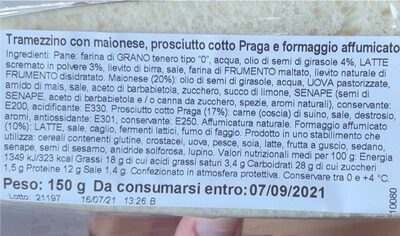 Tramezzino con maionese, prosciutto cotto Praga e formaggio affumicato
Ingredienti: Pane: farina di GRANO tenero tipo "0", acqua, olio di semi di girasole 4%, LATTE
scremato in polvere 3%, lievito di birra, sale, farina di FRUMENTO maltato, lievito naturale di
FRUMENTO disidratato. Maionese (20%): olio di semi di girasole, acqua, UOVA pastorizzate,
amido di mais, sale, aceto di barbabietola, zucchero, succo di limone, SENAPE (semi di
SENAPE, aceto di barbabietola e / o canna da zucchero, spezie, aromi naturali), conservante:
E200, acidificante: E330. Prosciutto cotto Praga (17%). carne (coscia) di suino, sale, destrosio,
aromi, antiossidante: E301, conservante: E250. Affumicatura naturale. Formaggio affumicato
(10%). LATTE, sale, caglio, fermenti lattici, fumo di faggio. Prodotto in uno stabilimento che
utilizza: cereali contenenti glutine, crostacei, uova, pesce, soia, latte, frutta a guscio, sedano,
senape, semi di sesamo, anidride solforosa, lupino. Valori nutrizionali medi per 100 g: Energia
1349 kJ/323 kcal Grassi 18 g di cui acidi grassi saturi 3,4 g Carboidrati 28 g di cui zuccheri
1,5 g Proteine 12 g Sale 1,4 g. Confezionato in atmosfera protettiva. Conservare tra 0 e +4 °C.
Peso: 150 g Da consumarsi entro: 07/09/2021
Lotto: 21197 16/07/21 13:26 B
10080